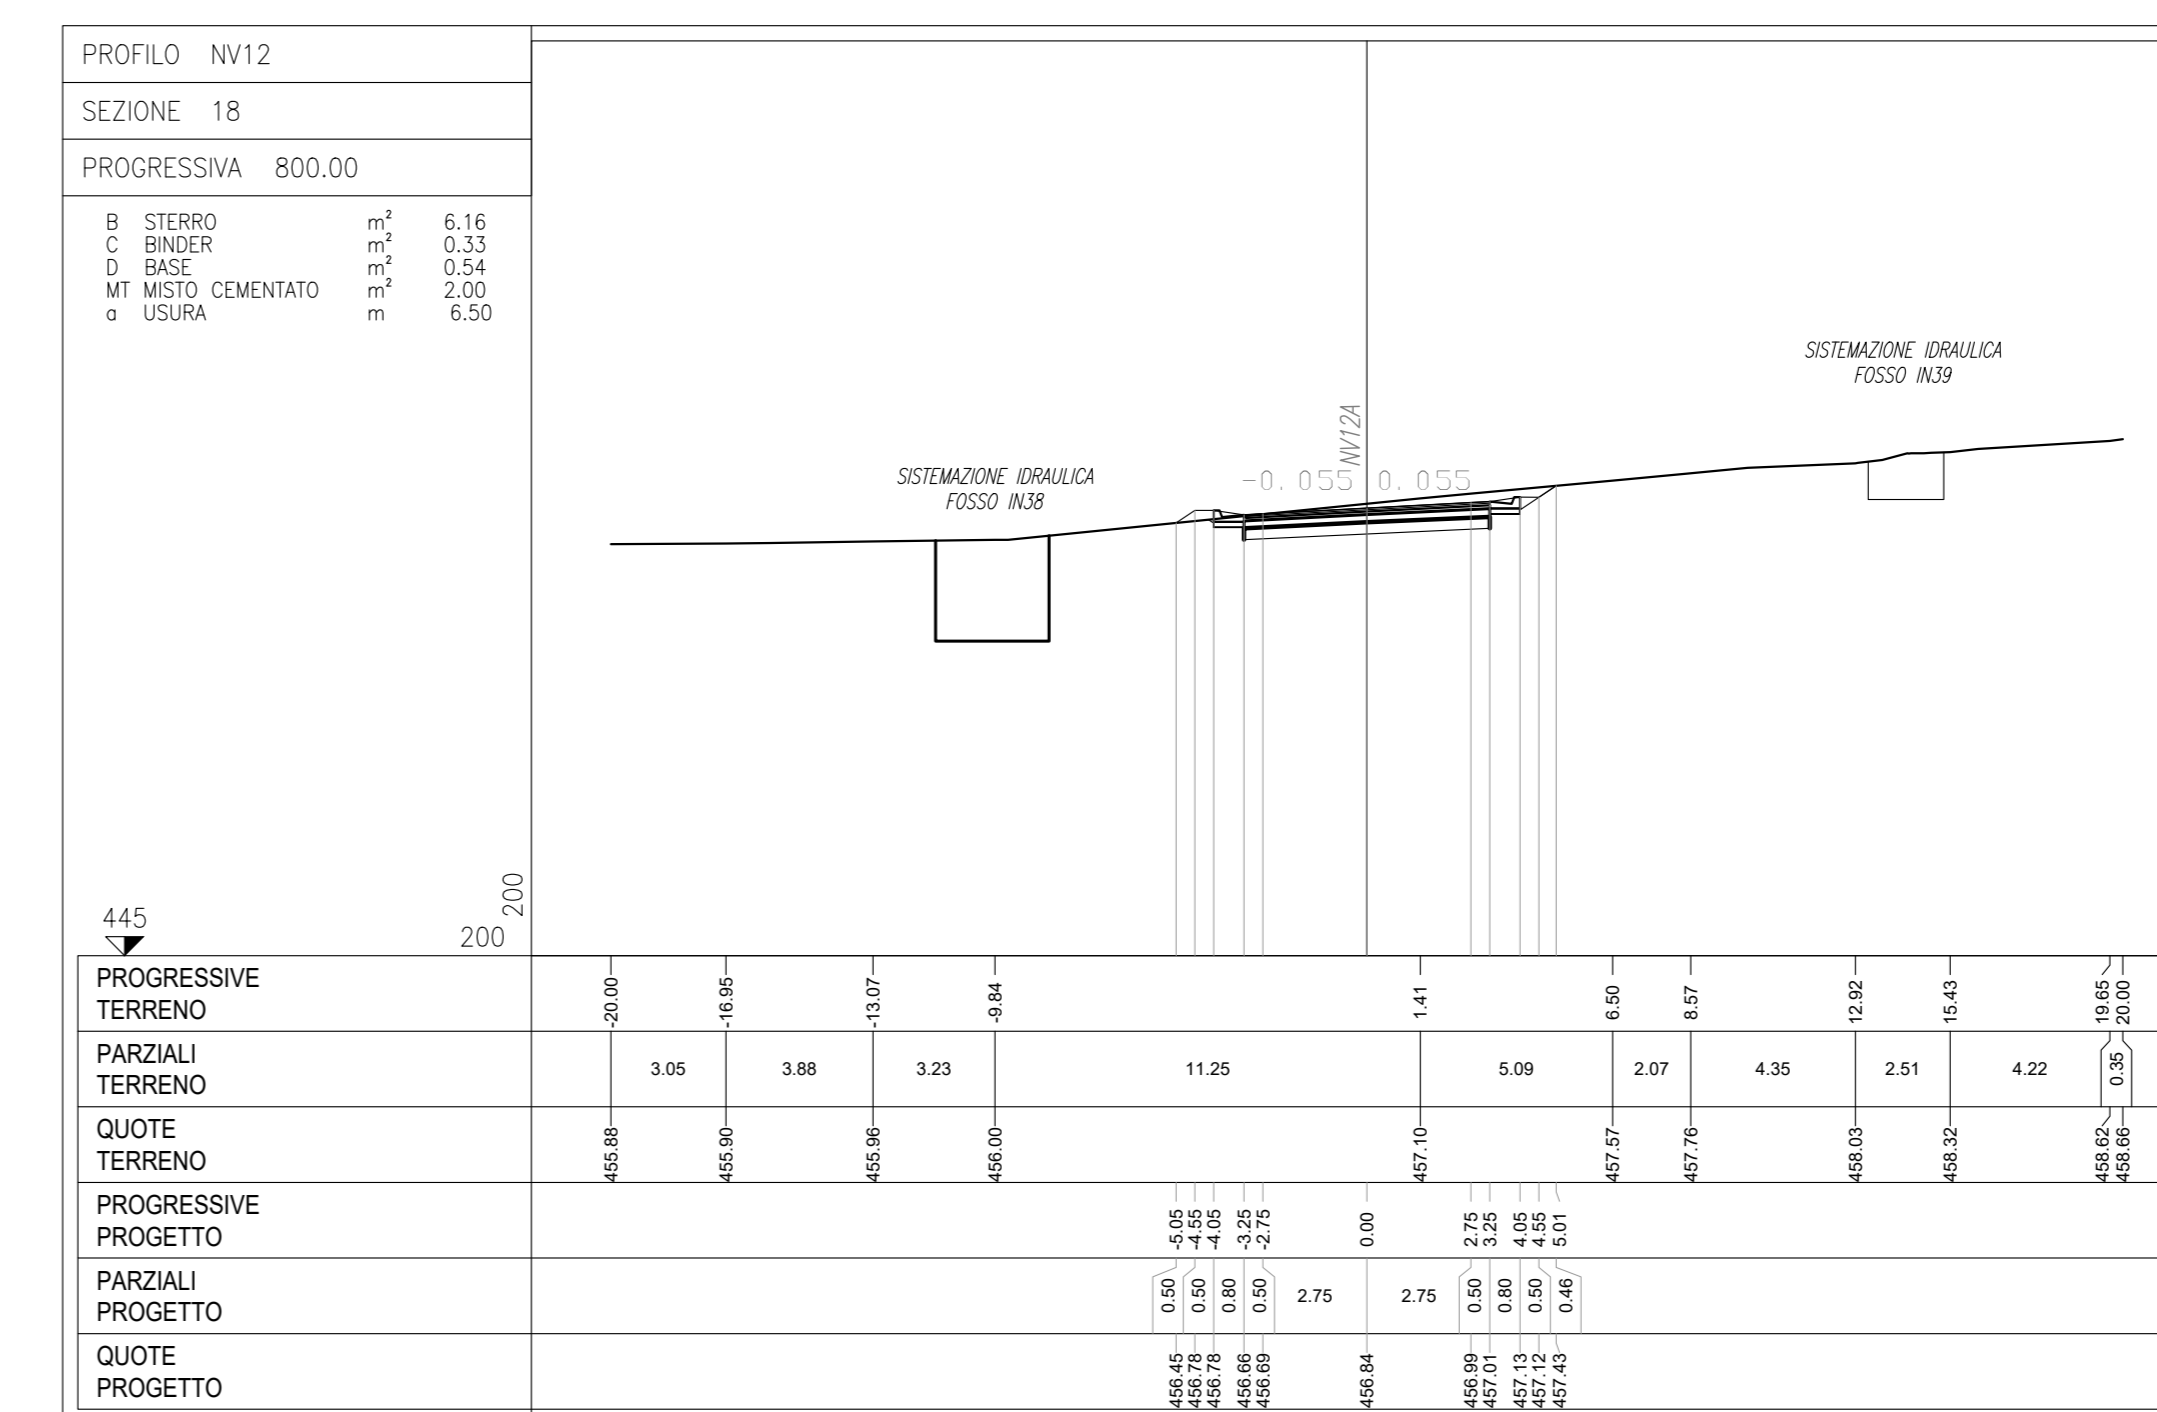 PROFILO NV12
SEZIONE 18
PROGRESSIVA 800.00
B STERRO m² 6.16
C BINDER m² 0.33
D BASE m² 0.54
MT MISTO CEMENTATO m² 2.00
a USURA m 6.50
SISTEMAZIONE IDRAULICA
FOSSO IN39
NV12A
SISTEMAZIONE IDRAULICA
FOSSO IN38
-0.055 0.055
200
445
200
PROGRESSIVE
TERRENO
-20.00 -16.95 -13.07 -9.84 1.41 6.50 8.57 12.92 15.43 19.65 20.00
PARZIALI
TERRENO
3.05 3.88 3.23 11.25 5.09 2.07 4.35 2.51 4.22 0.35
QUOTE
TERRENO
455.88 455.90 455.96 456.00 457.10 457.57 457.76 458.03 458.32 458.62 458.66
PROGRESSIVE
PROGETTO
-5.05 -4.55 -4.05 -3.25 -2.75 0.00 2.75 3.25 4.05 4.55 5.01
PARZIALI
PROGETTO
0.50 0.50 0.80 0.50 2.75 2.75 0.50 0.80 0.50 0.46
QUOTE
PROGETTO
456.45 456.78 456.78 456.66 456.69 456.84 456.99 457.01 457.13 457.12 457.43